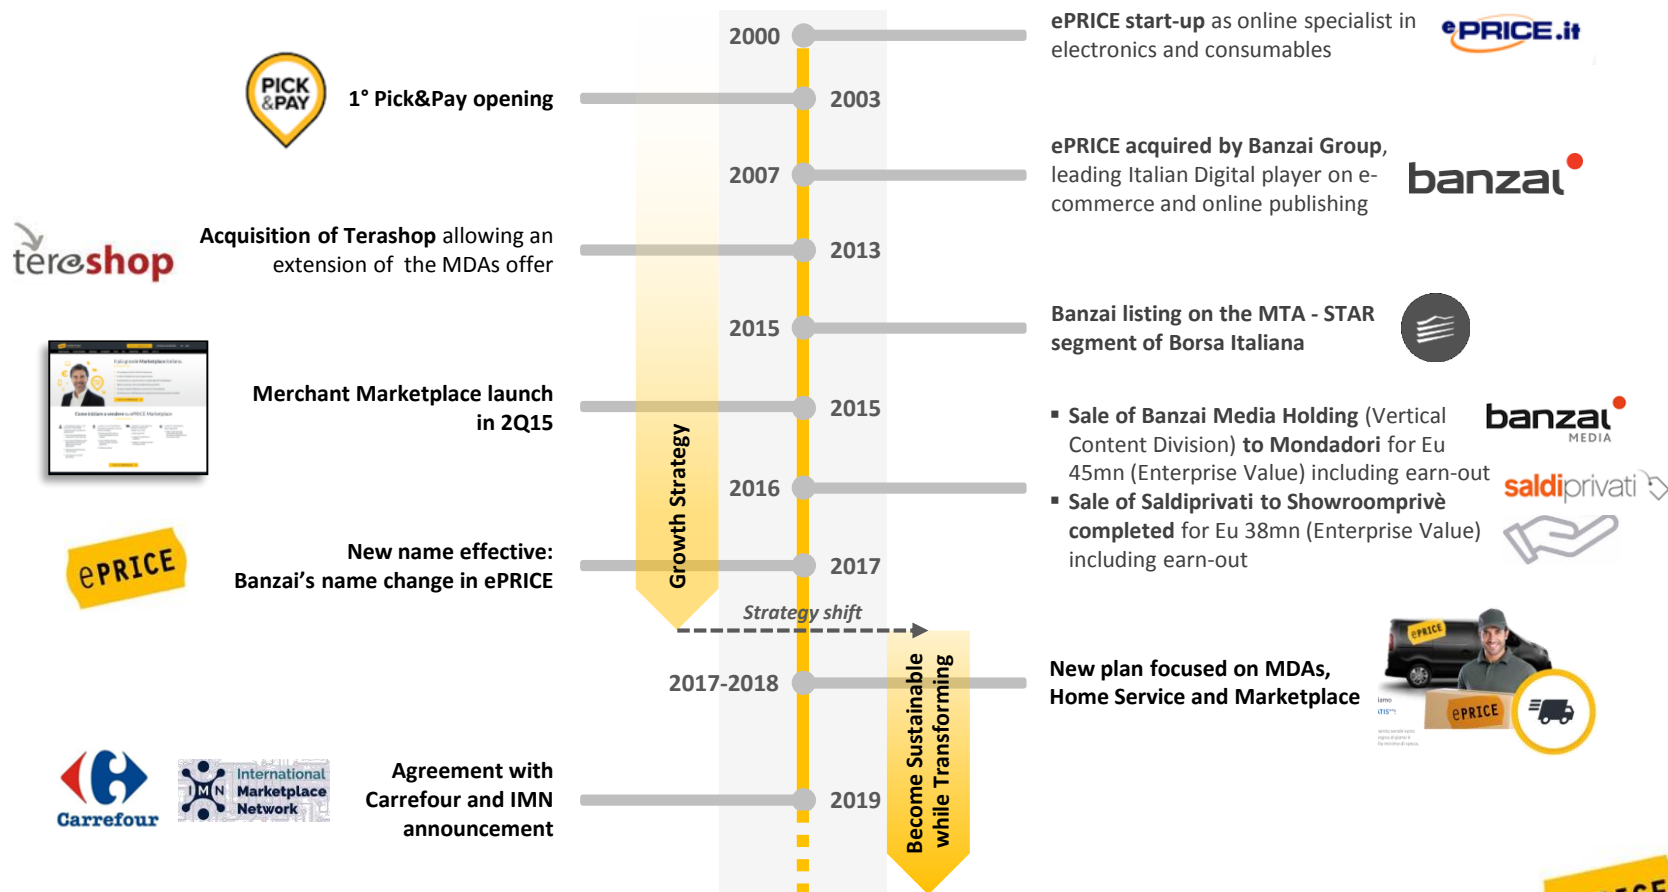 2000
ePRICE start-up as online specialist in
electronics and consumables
ePRICE.it
PICK
&PAY
1° Pick&Pay opening
2003
2007
ePRICE acquired by Banzai Group,
leading Italian Digital player on e-
commerce and online publishing
banzai
terashop
Acquisition of Terashop allowing an
extension of the MDAs offer
2013
2015
Banzai listing on the MTA - STAR
segment of Borsa Italiana
Merchant Marketplace launch
in 2Q15
2015
2016
▪ Sale of Banzai Media Holding (Vertical
Content Division) to Mondadori for Eu
45mn (Enterprise Value) including earn-out
▪ Sale of Saldiprivati to Showroomprivè
completed for Eu 38mn (Enterprise Value)
including earn-out
banzai
MEDIA
saldiprivati
ePRICE
New name effective:
Banzai's name change in ePRICE
2017
Growth Strategy
Strategy shift
2017-2018
New plan focused on MDAs,
Home Service and Marketplace
ePRICE
ePRICE
Become Sustainable
while Transforming
Carrefour
IMN
International
Marketplace
Network
Agreement with
Carrefour and IMN
announcement
2019